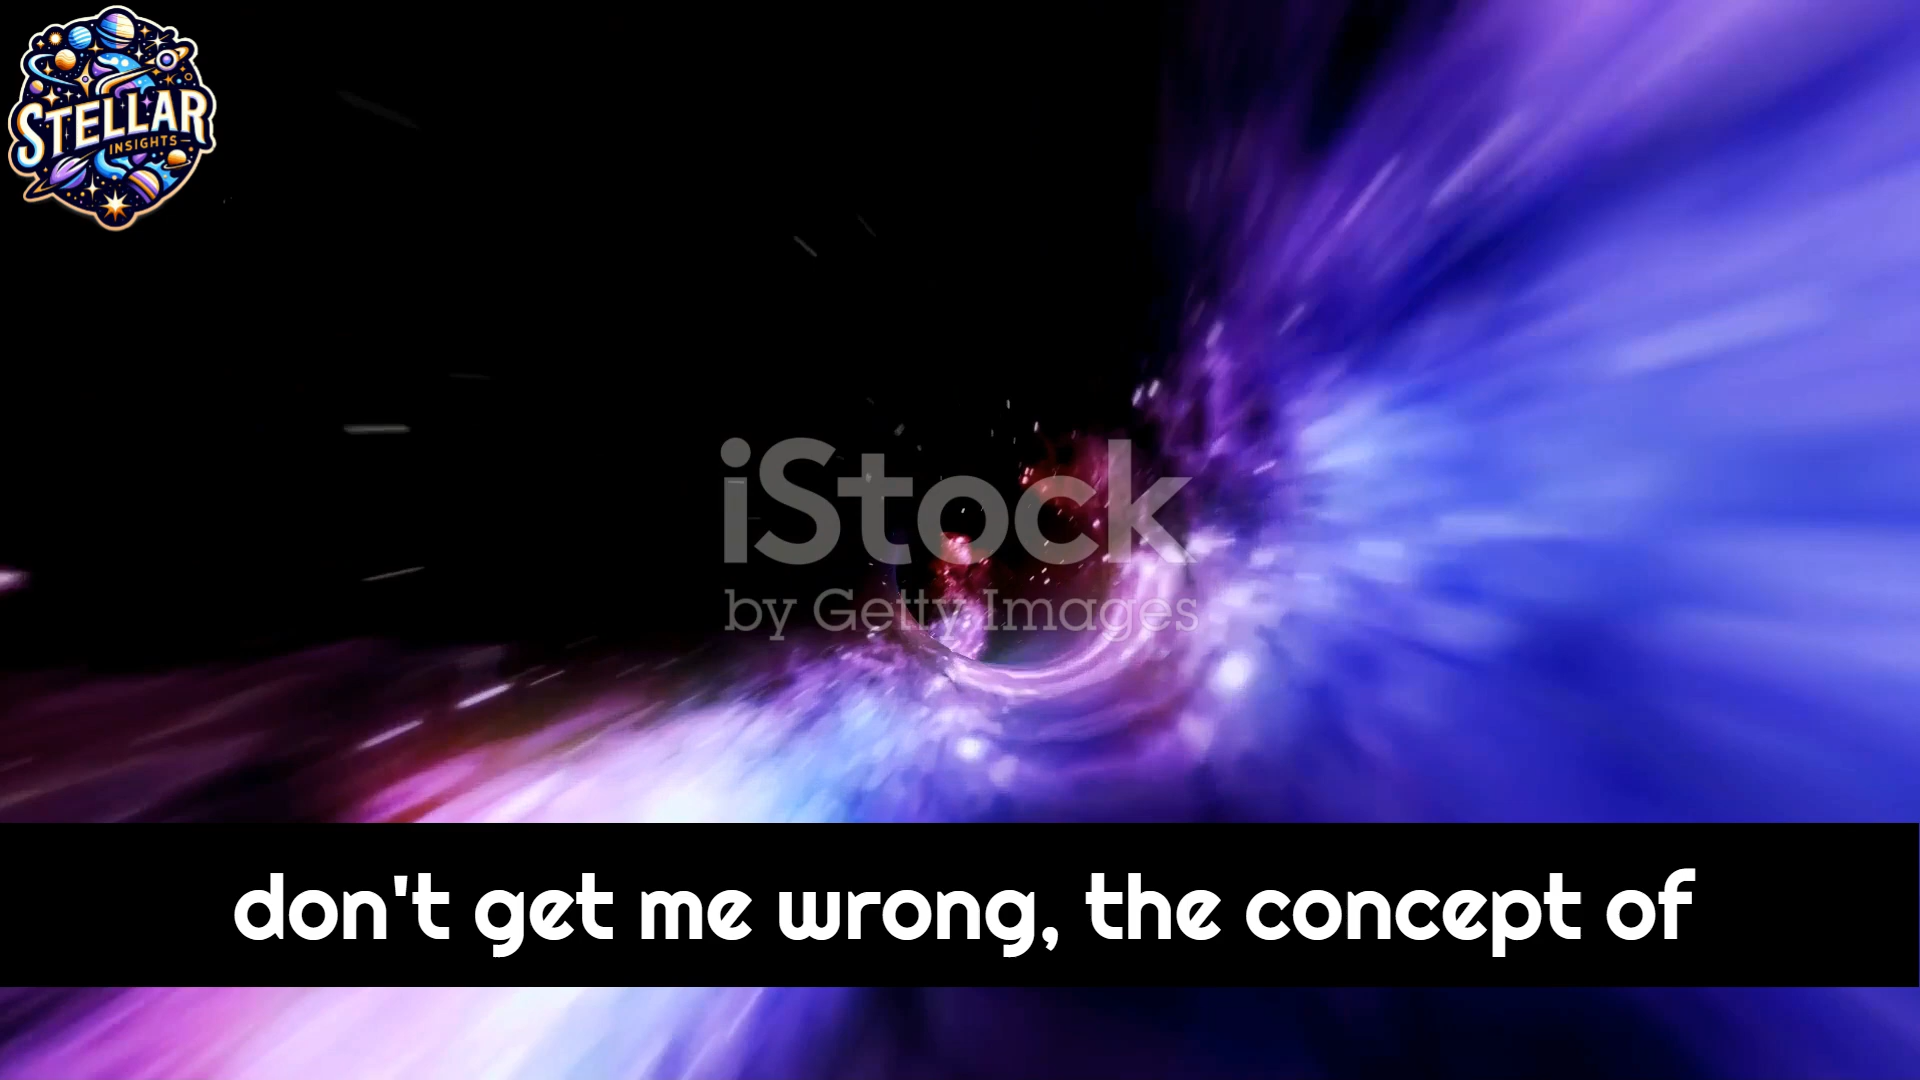 STELLAR
INSIGHTS
iStock
by Getty Images
don't get me wrong, the concept of